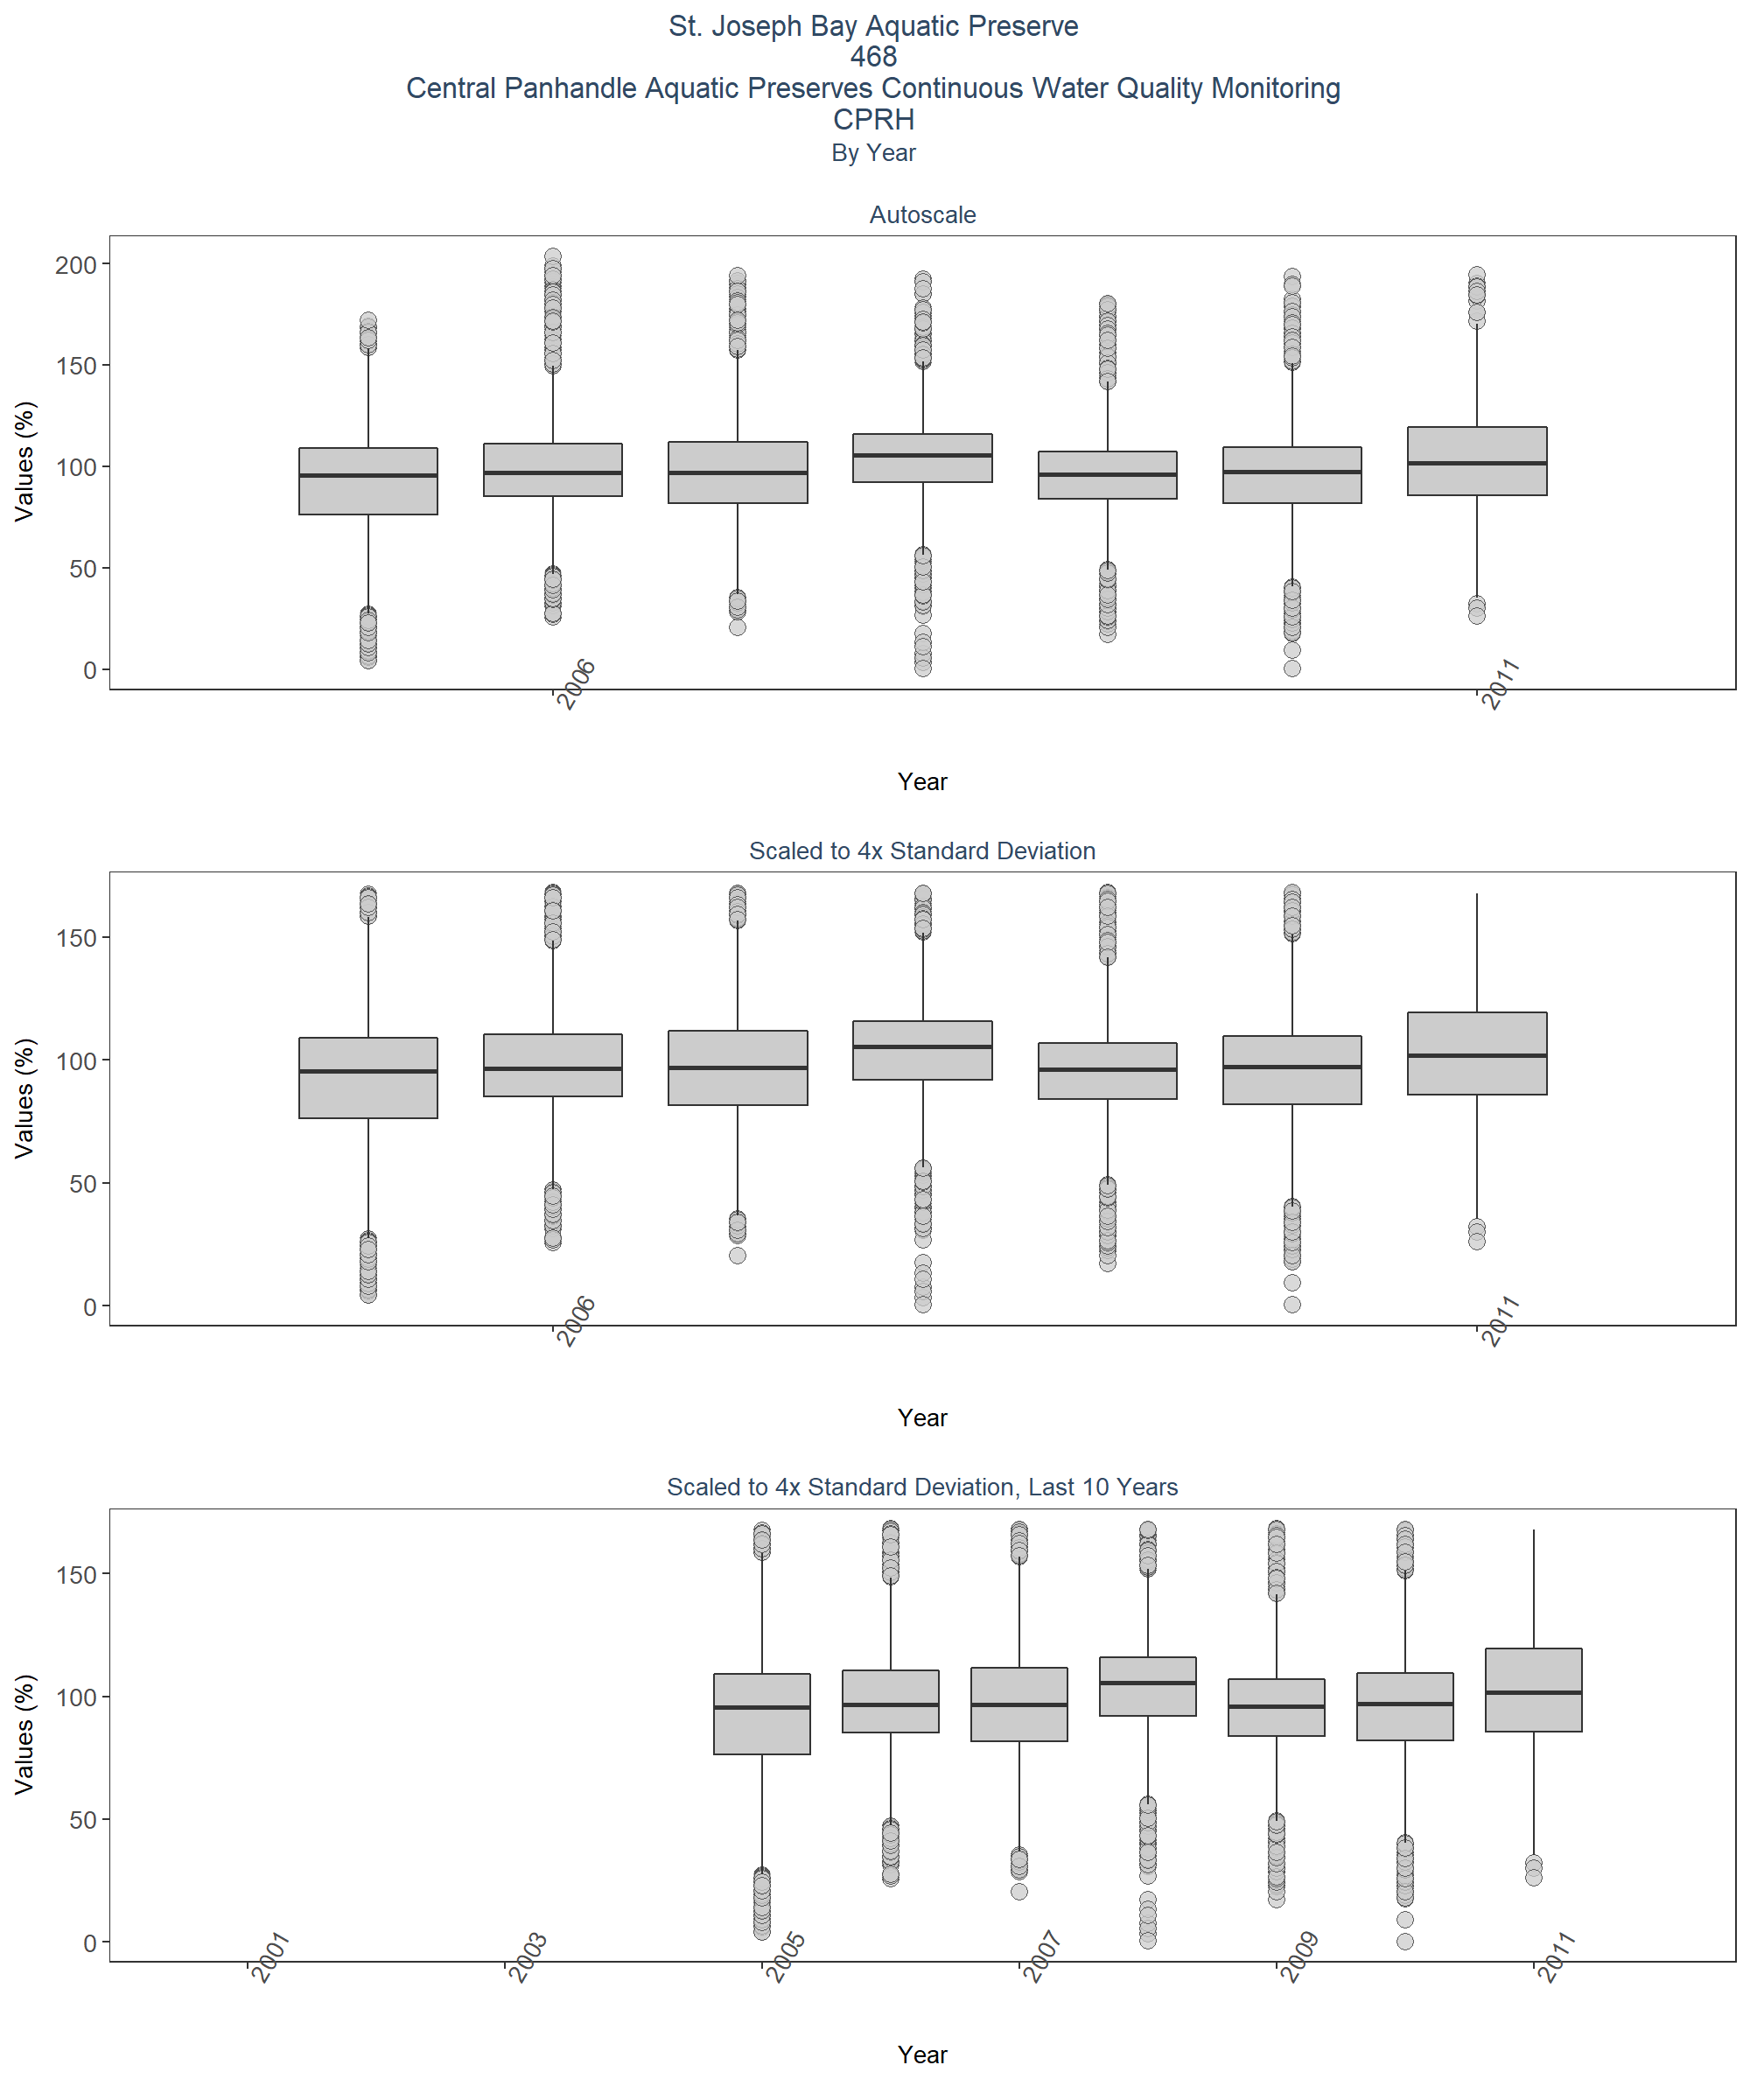 St. Joseph Bay Aquatic Preserve
468
Central Panhandle Aquatic Preserves Continuous Water Quality Monitoring
CPRH
By Year
Autoscale
Values (%)
200
150
100
50
0
2006
2011
Year
Scaled to 4x Standard Deviation
Values (%)
150
100
50
0
2006
2011
Year
Scaled to 4x Standard Deviation, Last 10 Years
Values (%)
150
100
50
0
2001
2003
2005
2007
2009
2011
Year